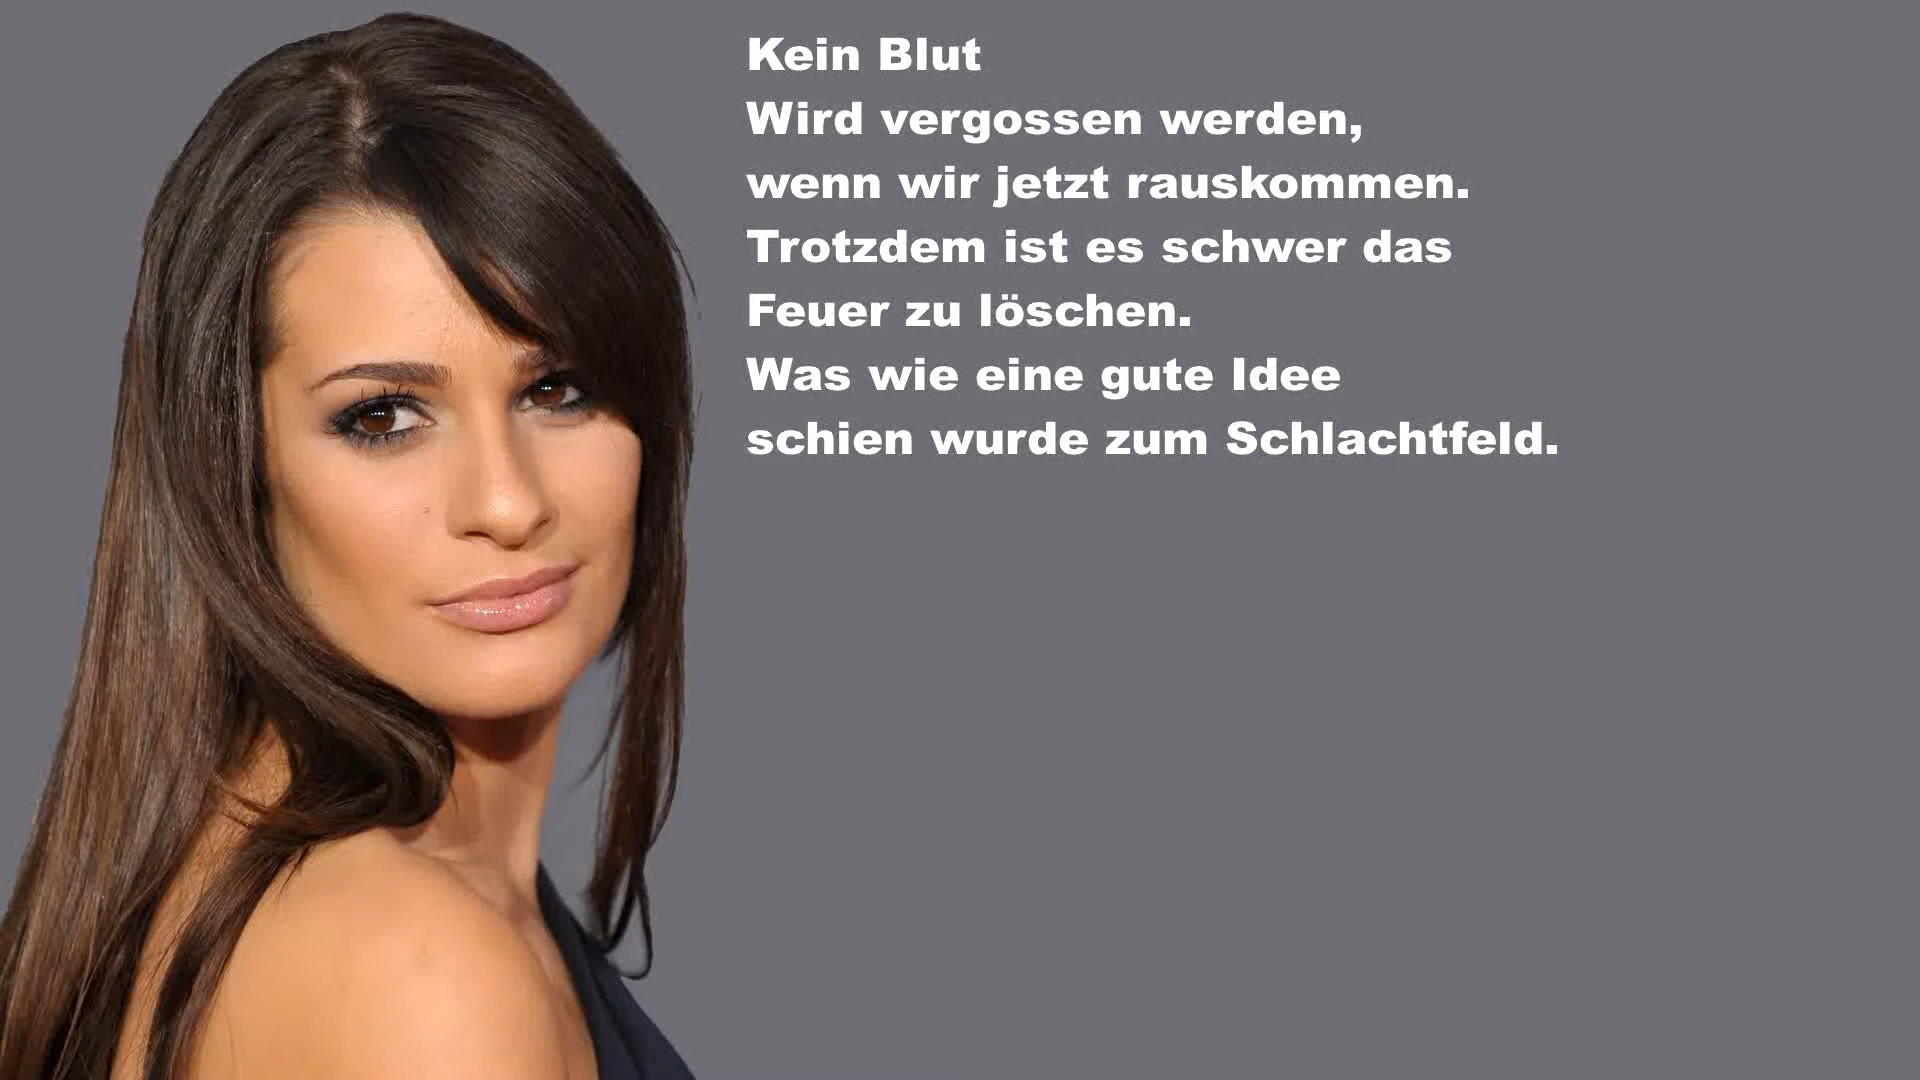 Kein Blut
Wird vergossen werden,
wenn wir jetzt rauskommen.
Trotzdem ist es schwer das
Feuer zu löschen.
Was wie eine gute Idee
schien wurde zum Schlachtfeld.